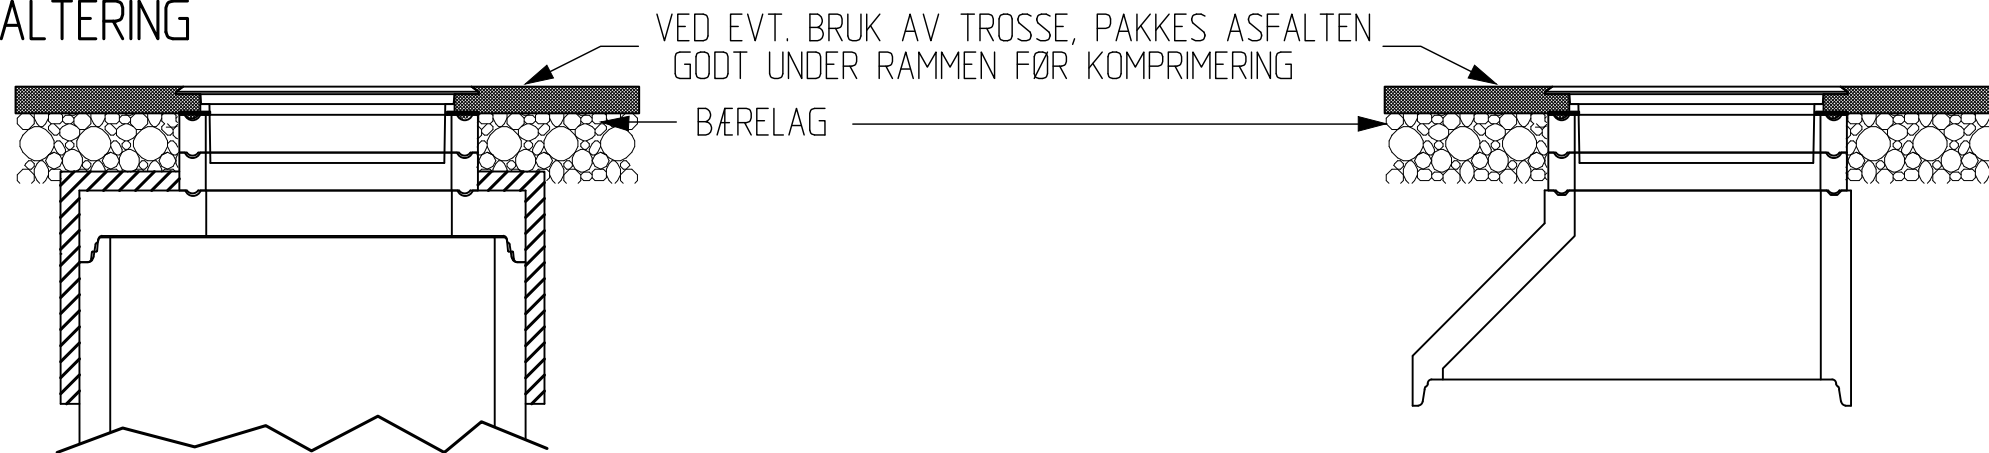 ALTERING
VED EVT. BRUK AV TROSSE, PAKKES ASFALTEN
GODT UNDER RAMMEN FØR KOMPRIMERING
BÆRELAG